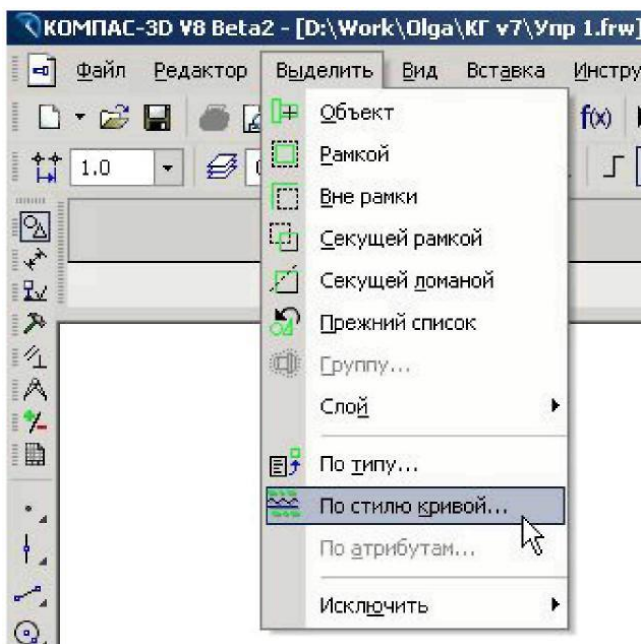 КОМПАС-3D V8 Beta2 - [D:\Work\Olga\КГ v7\Упр 1.frw]
Файл Редактор Выделить Вид Вставка
f(x)
1.0
Объект
Рамкой
Вне рамки
Секущей рамкой
Секущей ломаной
Прежний список
Группу...
Слой
По типу...
По стилю кривой...
По атрибутам...
Исключить